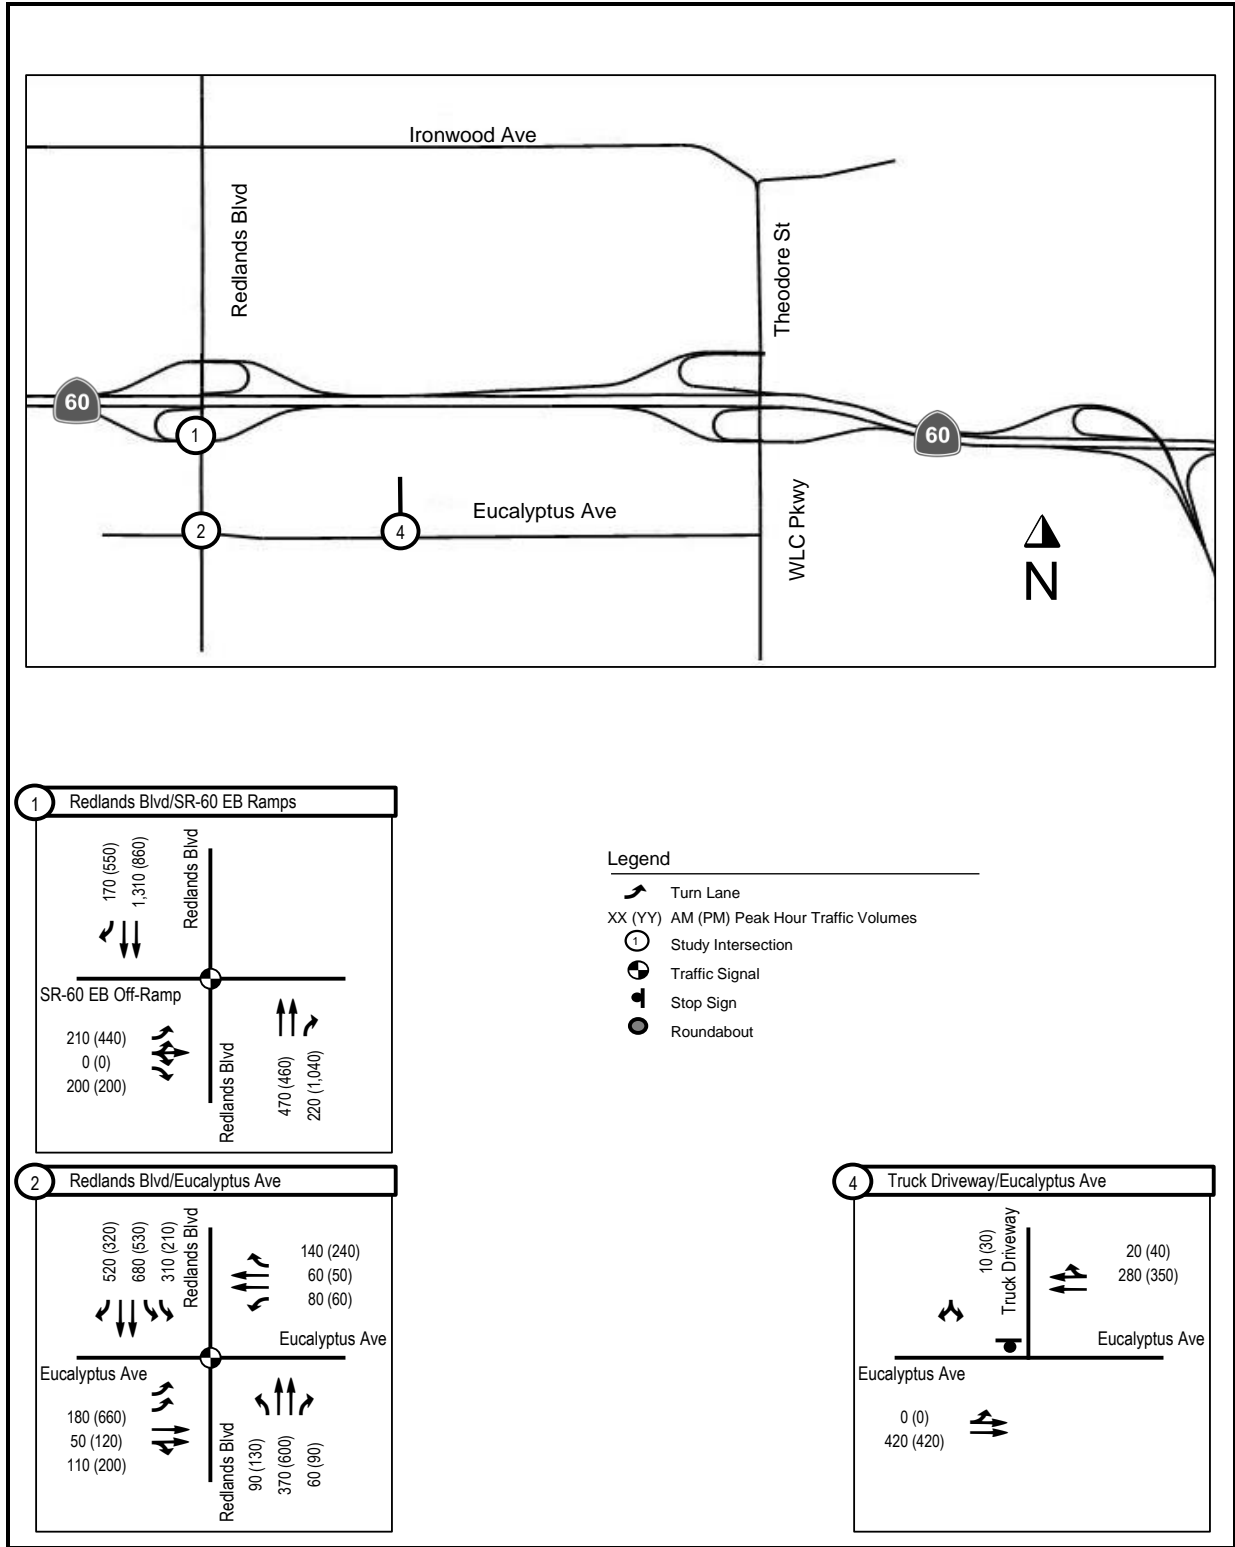 Ironwood Ave
Redlands Blvd
Theodore St
60
60
1
Eucalyptus Ave
2
4
WLC Pkwy
N
1 Redlands Blvd/SR-60 EB Ramps
170 (550)
1,310 (860)
Redlands Blvd
SR-60 EB Off-Ramp
210 (440)
0 (0)
200 (200)
Redlands Blvd
470 (460)
220 (1,040)
Legend
Turn Lane
XX (YY) AM (PM) Peak Hour Traffic Volumes
1 Study Intersection
Traffic Signal
Stop Sign
Roundabout
2 Redlands Blvd/Eucalyptus Ave
520 (320)
680 (530)
310 (210)
Redlands Blvd
140 (240)
60 (50)
80 (60)
Eucalyptus Ave
Eucalyptus Ave
180 (660)
50 (120)
110 (200)
Redlands Blvd
90 (130)
370 (600)
60 (90)
4 Truck Driveway/Eucalyptus Ave
10 (30)
Truck Driveway
20 (40)
280 (350)
Eucalyptus Ave
Eucalyptus Ave
0 (0)
420 (420)